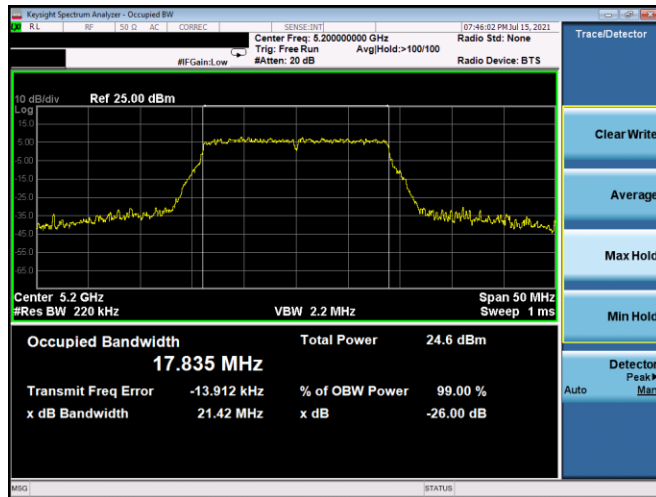 Keysight Spectrum Analyzer - Occupied BW
RL RF 50 Ω AC CORREC SENSE:INT 07:46:02 PM Jul 15, 2021
Center Freq: 5.200000000 GHz Radio Std: None
Trig: Free Run Avg|Hold:>100/100
#IFGain:Low #Atten: 20 dB Radio Device: BTS
Trace/Detector
10 dB/div Ref 25.00 dBm
Log
15.0
5.00
-5.00
-15.0
-25.0
-35.0
-45.0
-55.0
-65.0
Center 5.2 GHz Span 50 MHz
#Res BW 220 kHz VBW 2.2 MHz Sweep 1 ms
Occupied Bandwidth Total Power 24.6 dBm
17.835 MHz
Transmit Freq Error -13.912 kHz % of OBW Power 99.00 %
x dB Bandwidth 21.42 MHz x dB -26.00 dB
Clear Write
Average
Max Hold
Min Hold
Detector
Peak
Auto Man
MSG STATUS